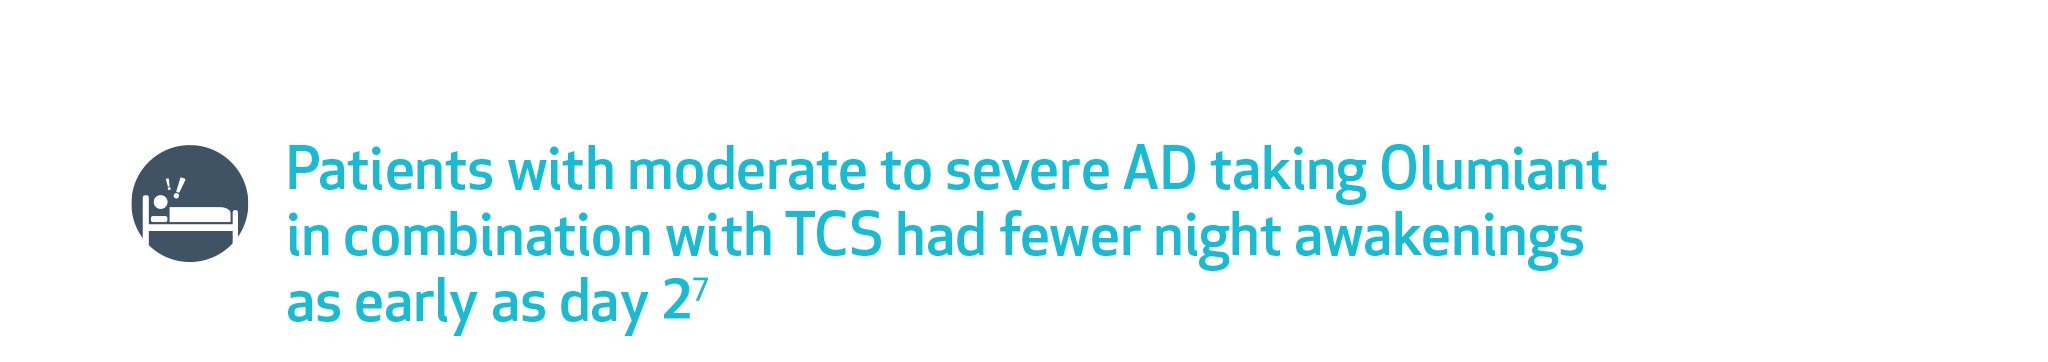 Patients with moderate to severe AD taking Olumiant
in combination with TCS had fewer night awakenings
as early as day 2⁷